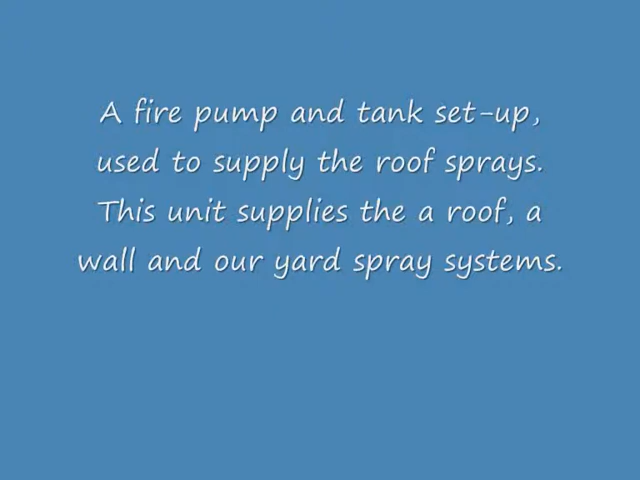 A fire pump and tank set-up,
used to supply the roof sprays.
This unit supplies the a roof, a
wall and our yard spray systems.